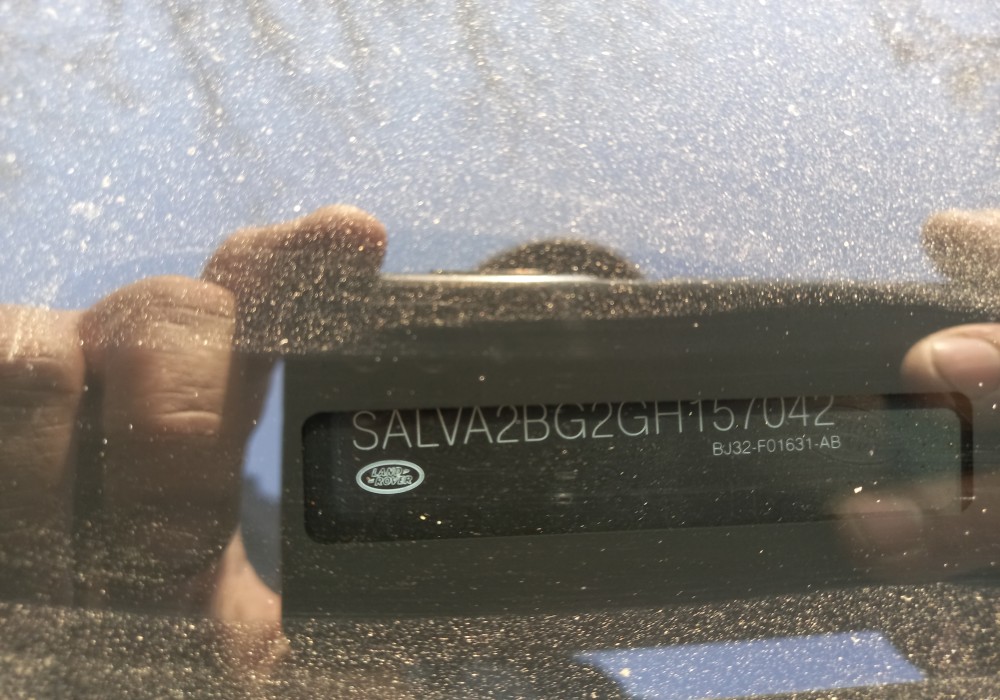 SALVA2BG2GH157042
BJ32-F01631-AB
LAND
ROVER